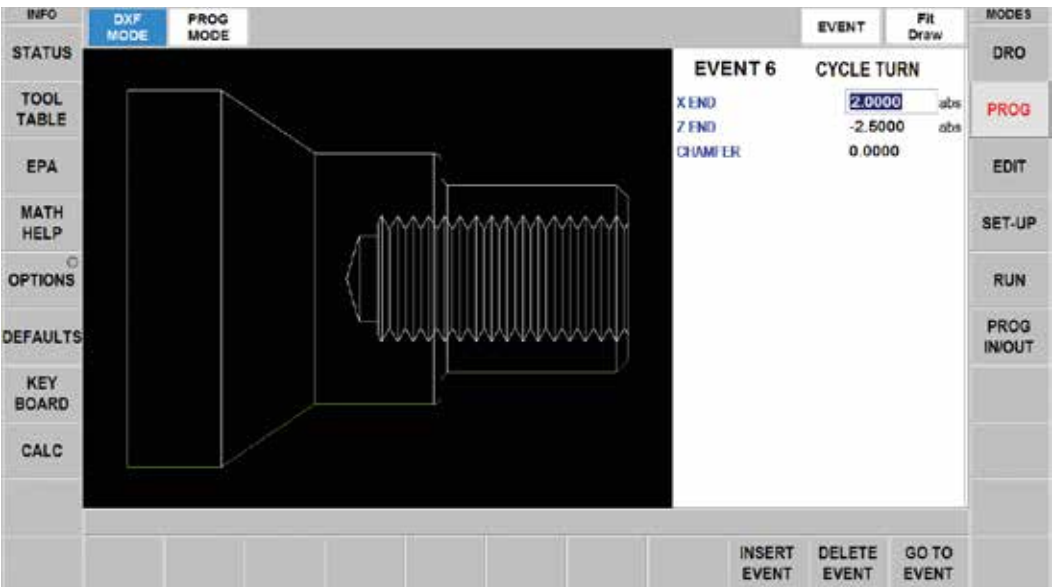 INFO
DXF
MODE
PROG
MODE
EVENT
Fit
Draw
MODES
STATUS
TOOL
TABLE
EPA
MATH
HELP
OPTIONS
DEFAULTS
KEY
BOARD
CALC
EVENT 6 CYCLE TURN
X END 2.0000 abs
Z END -2.5000 abs
CHAMFER 0.0000
DRO
PROG
EDIT
SET-UP
RUN
PROG
IN/OUT
INSERT
EVENT
DELETE
EVENT
GO TO
EVENT